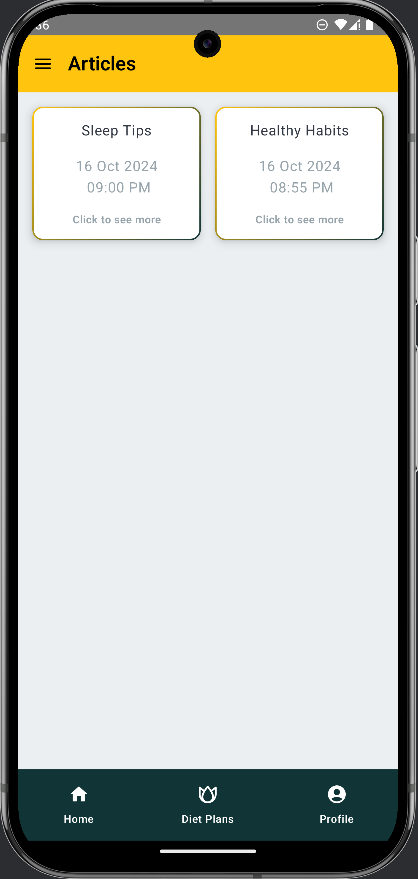 Articles
Sleep Tips
16 Oct 2024
09:00 PM
Click to see more
Healthy Habits
16 Oct 2024
08:55 PM
Click to see more
Home
Diet Plans
Profile